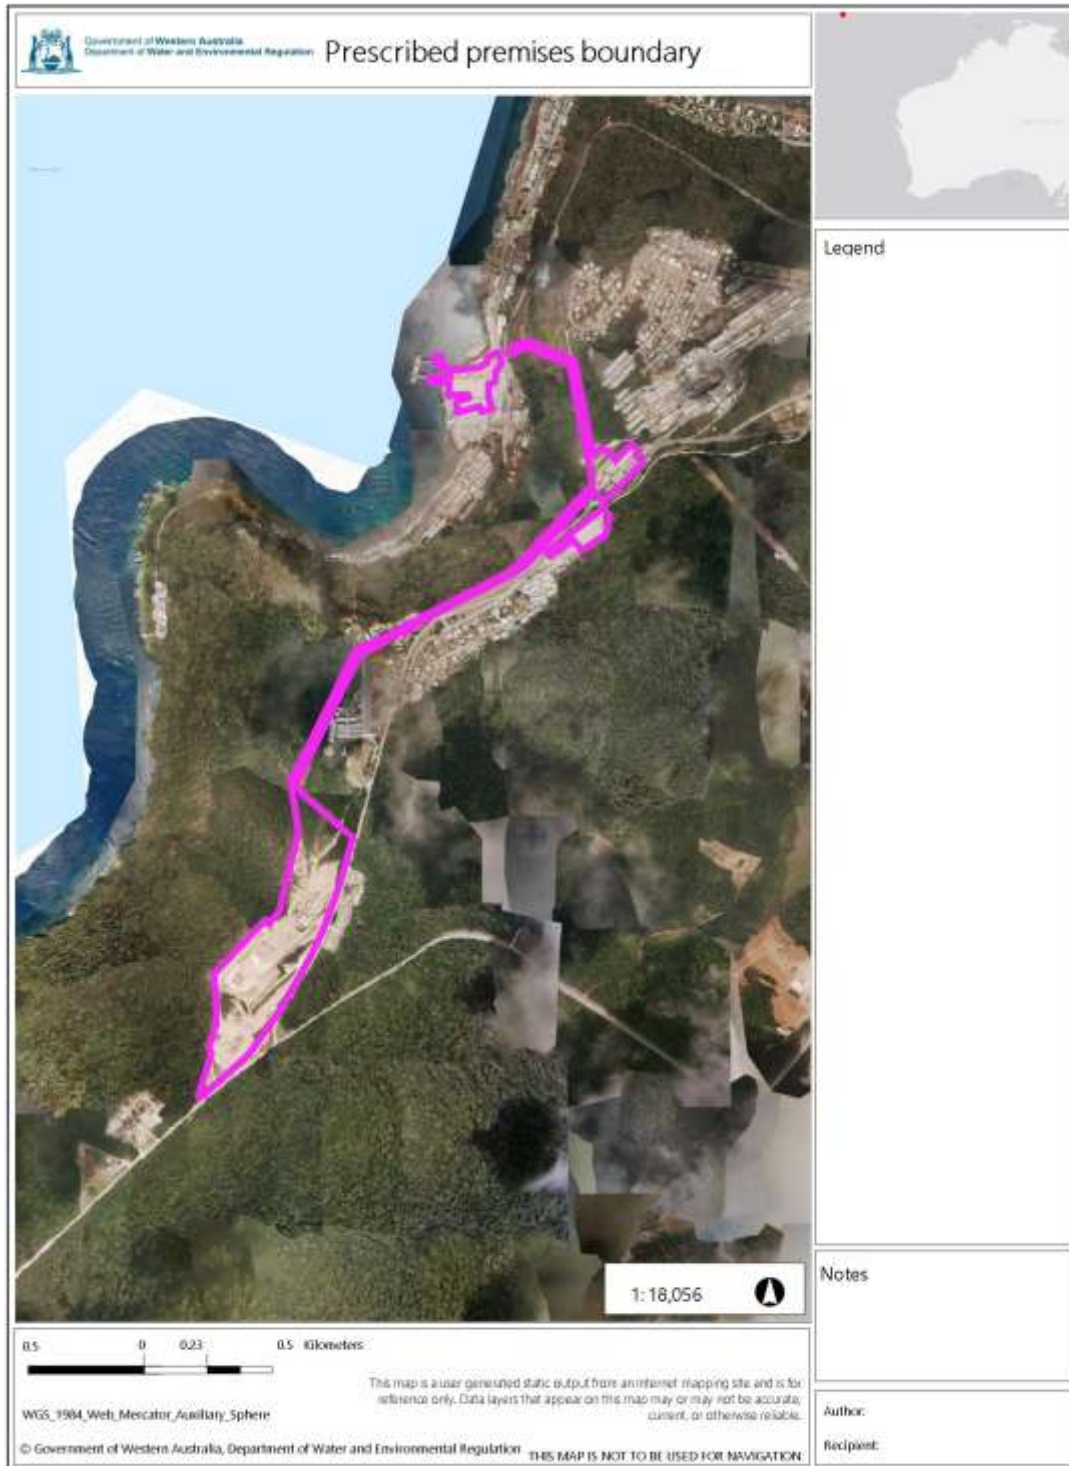 Government of Western Australia
Department of Water and Environmental Regulation
Prescribed premises boundary
Legend
1: 18,056
Notes
0.5 0 0.23 0.5 Kilometers
This map is a user generated static output from an internet mapping site and is for
reference only. Data layers that appear on this map may or may not be accurate,
current, or otherwise reliable.
WGS_1984_Web_Mercator_Auxiliary_Sphere
© Government of Western Australia, Department of Water and Environmental Regulation
THIS MAP IS NOT TO BE USED FOR NAVIGATION
Author:
Recipient: